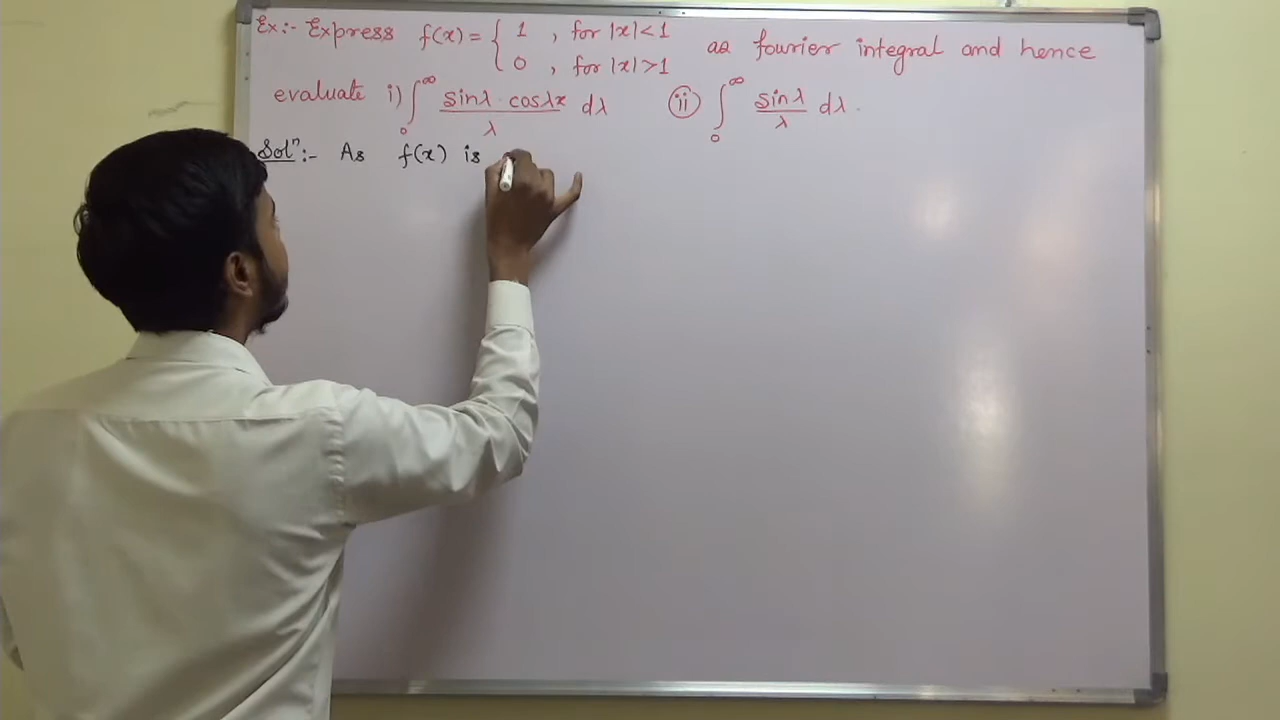 Ex:- Express f(x) = { 1 , for |x|<1
0 , for |x|>1 as fourier integral and hence
evaluate i) ∫₀^∞ sinλ · cosλx / λ dλ (ii) ∫₀^∞ sinλ / λ dλ.
Solⁿ:- As f(x) is